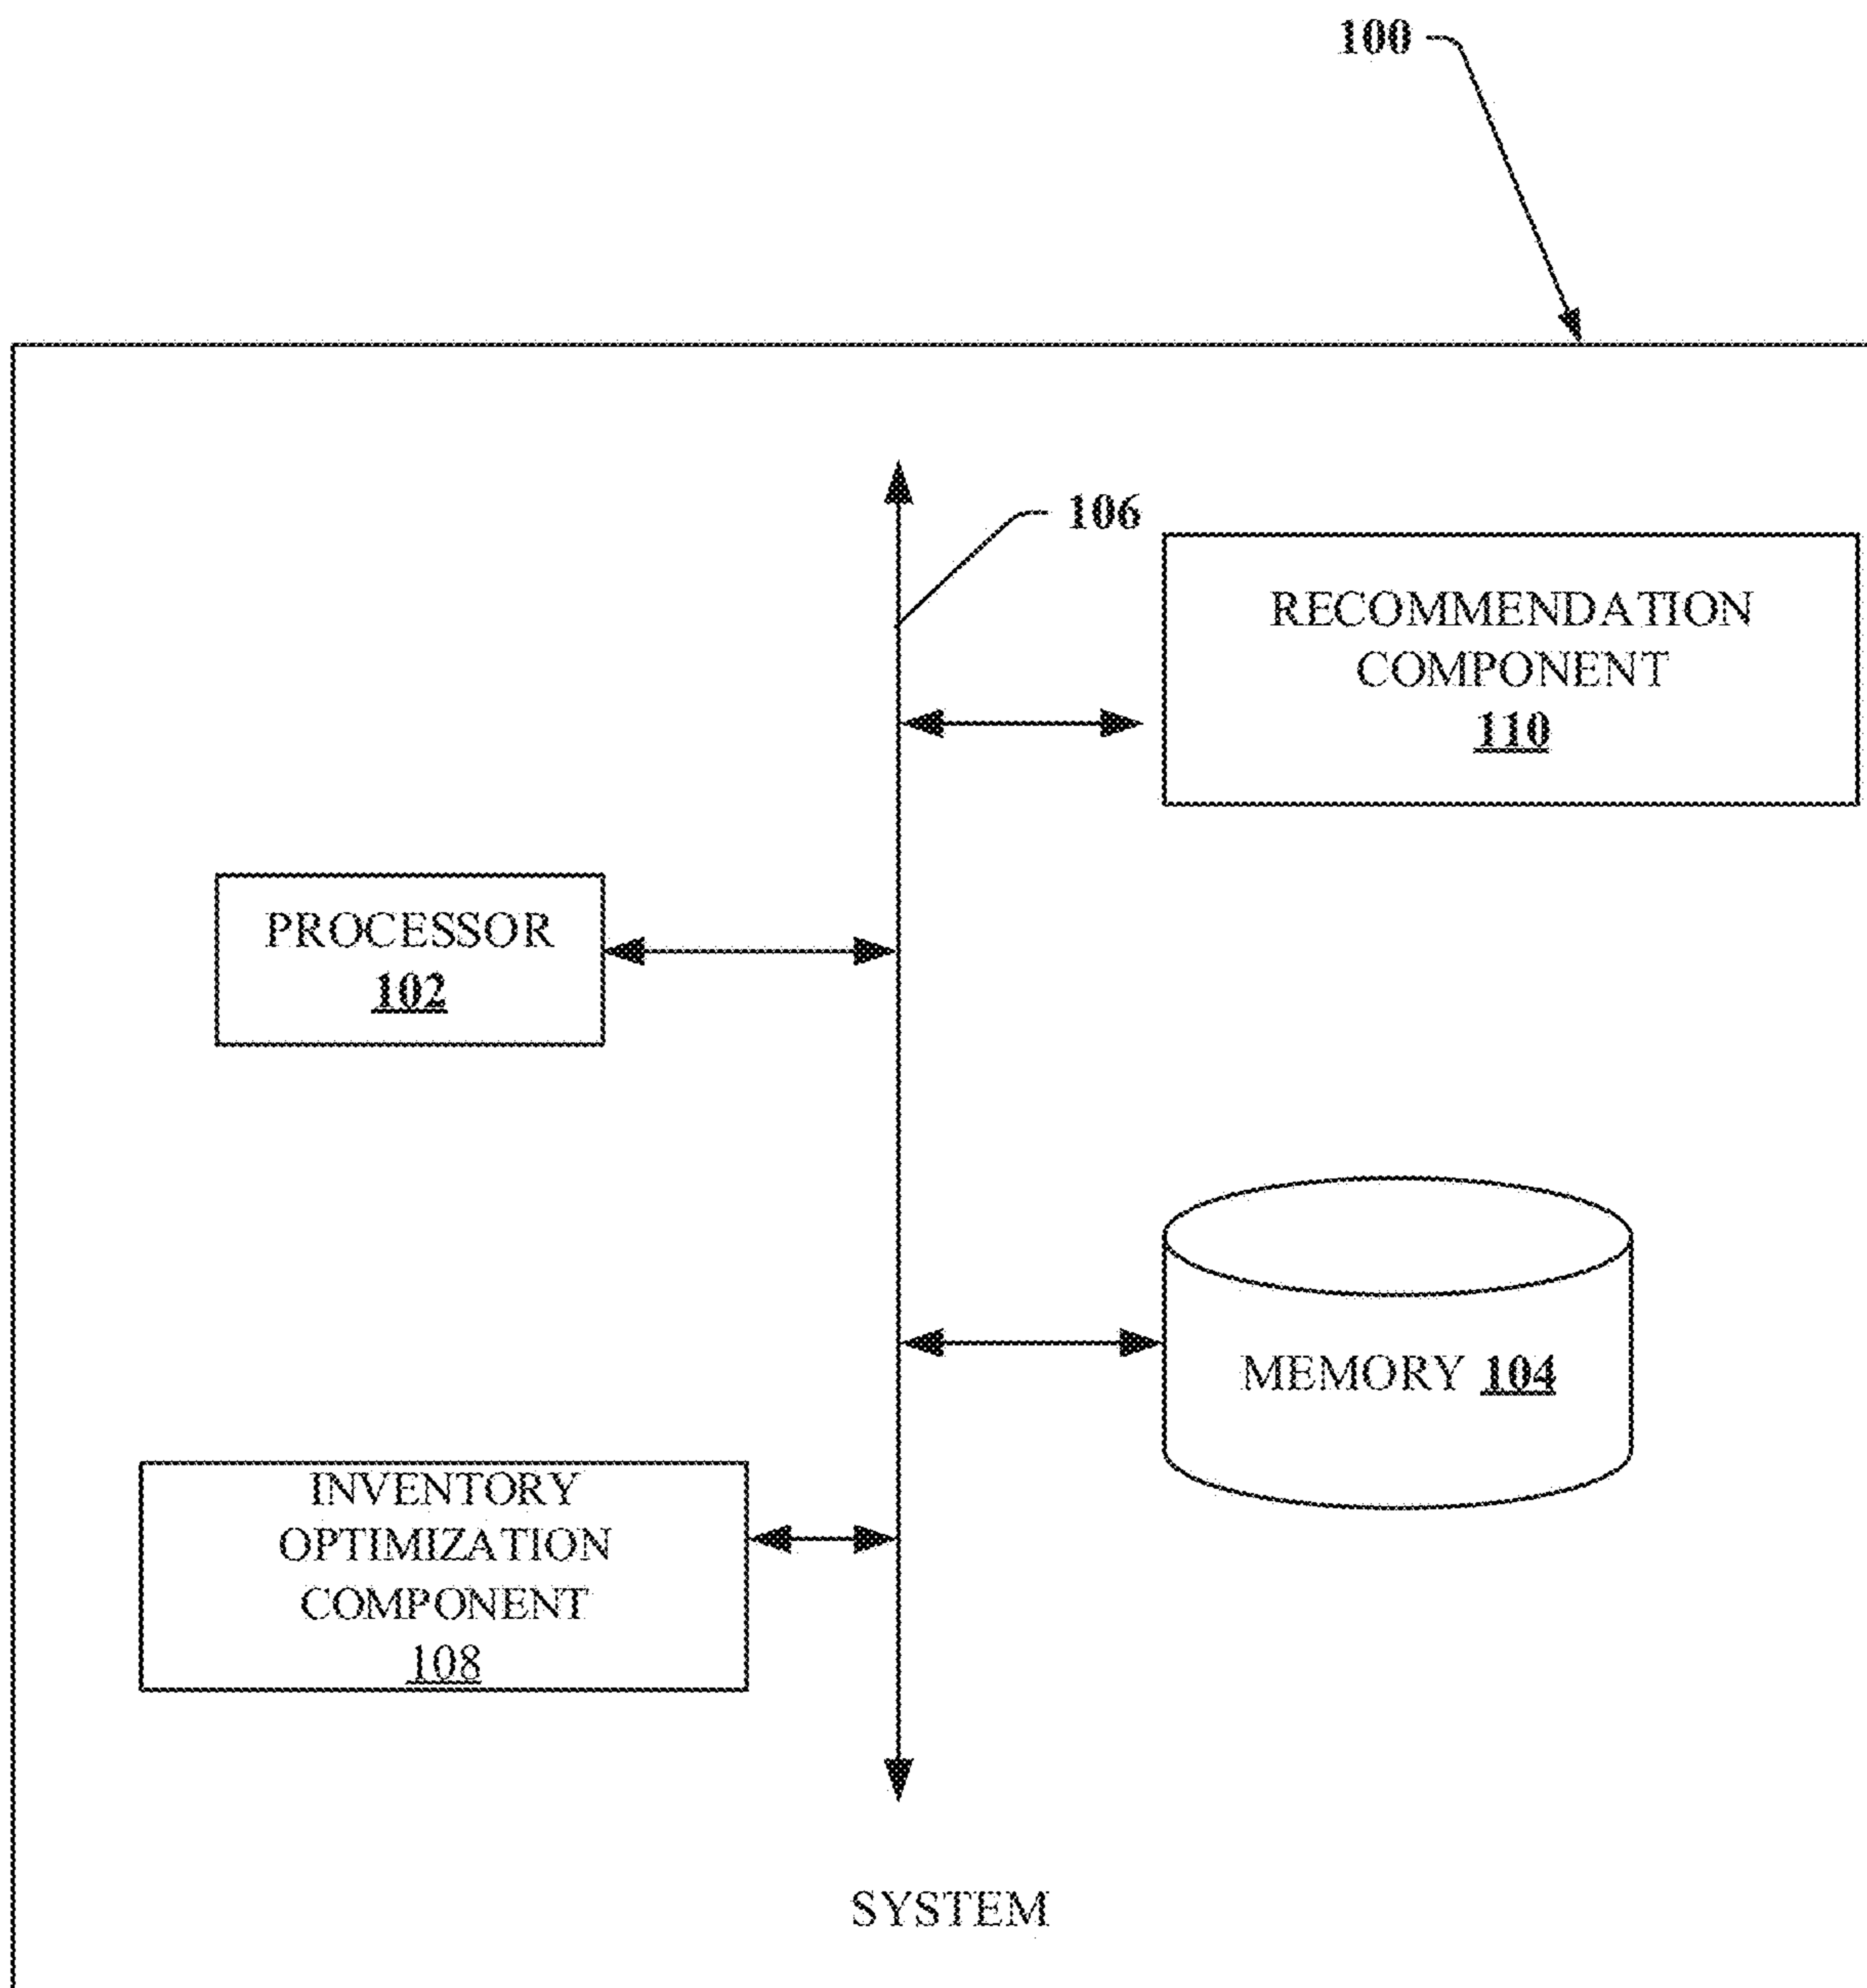 100
106
RECOMMENDATION
COMPONENT
110
PROCESSOR
102
MEMORY 104
INVENTORY
OPTIMIZATION
COMPONENT
108
SYSTEM